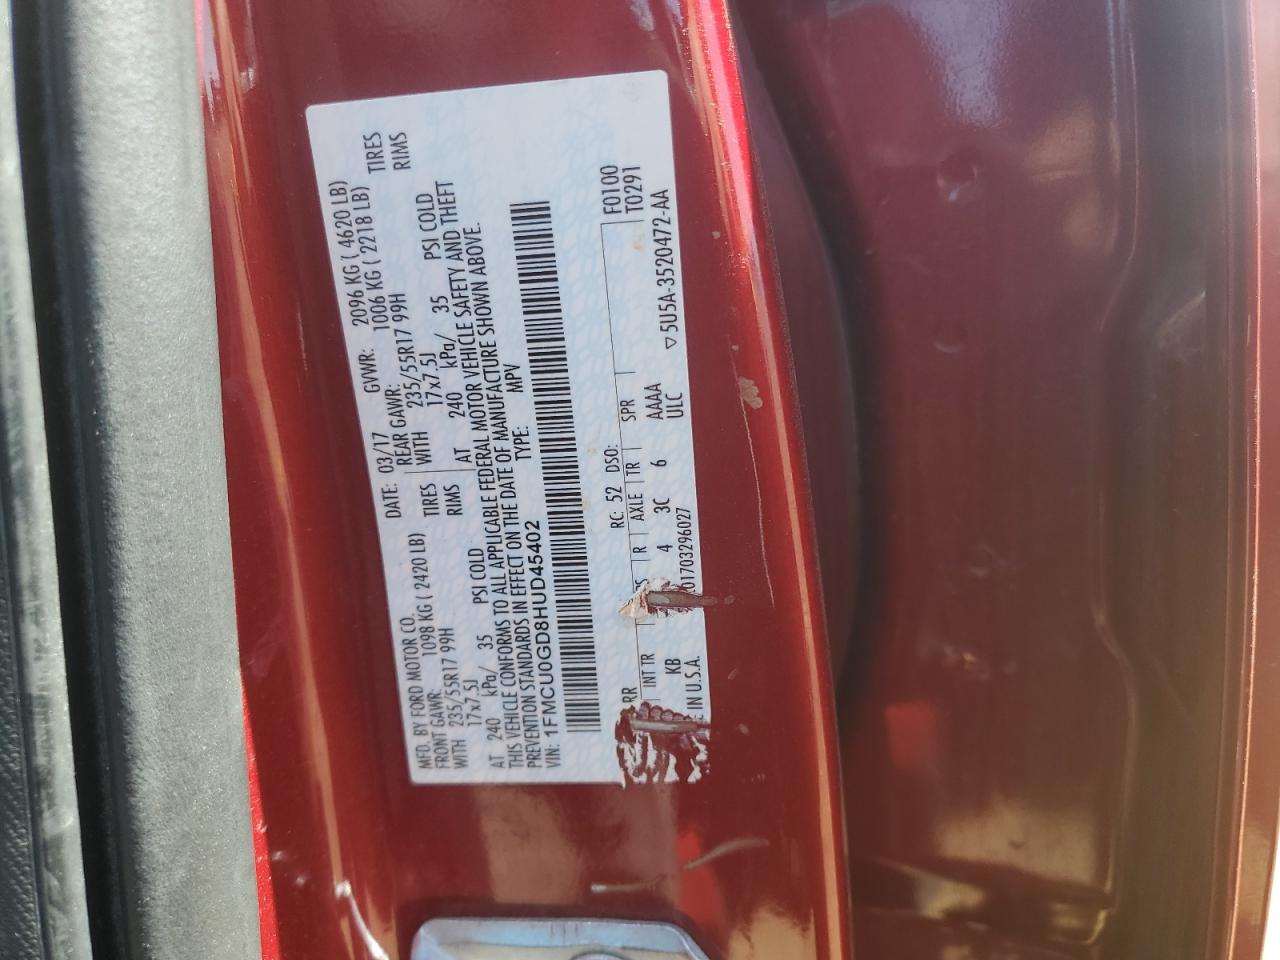 MFD. BY FORD MOTOR CO.
DATE: 03/17 GVWR: 2096 KG ( 4620 LB)
FRONT GAWR: 1098 KG ( 2420 LB) REAR GAWR: 1006 KG ( 2218 LB)
WITH 235/55R17 99H TIRES WITH 235/55R17 99H TIRES
17x7.5J RIMS 17x7.5J RIMS
AT 240 kPa/ 35 PSI COLD AT 240 kPa/ 35 PSI COLD
THIS VEHICLE CONFORMS TO ALL APPLICABLE FEDERAL MOTOR VEHICLE SAFETY AND THEFT
PREVENTION STANDARDS IN EFFECT ON THE DATE OF MANUFACTURE SHOWN ABOVE.
VIN: 1FMCU0GD8HUD45402 TYPE: MPV
F0100
RC: 52 DSO: T0291
RR
INT TR R AXLE TR SPR
KB 4 3C 6 AAAA
ULC
IN U.S.A. 01703296027 ▽5U5A-3520472-AA